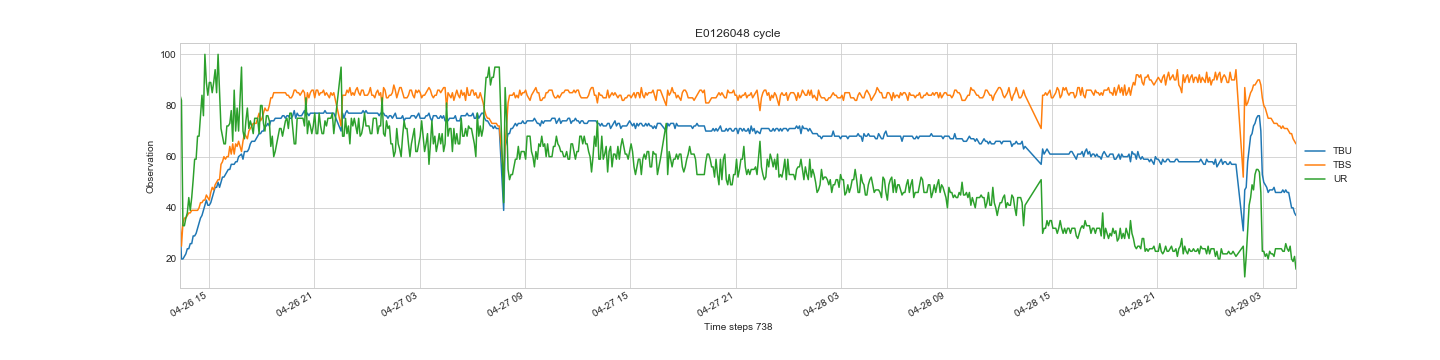 E0126048 cycle
Observation
100
80
60
40
20
04-26 15
04-26 21
04-27 03
04-27 09
04-27 15
04-27 21
04-28 03
04-28 09
04-28 15
04-28 21
04-29 03
Time steps 738
TBU
TBS
UR